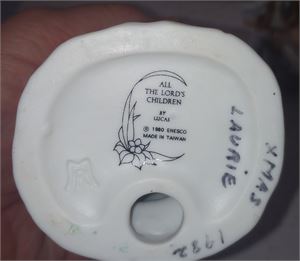 ALL
THE LORD'S
CHILDREN
BY
LUCAS
© 1980 ENESCO
MADE IN TAIWAN
XMAS
LAURIE
1982